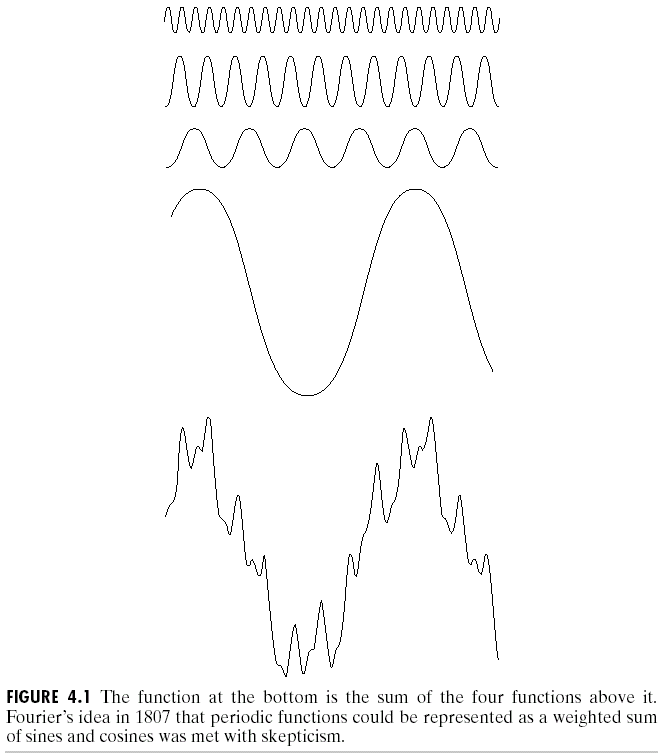 FIGURE 4.1 The function at the bottom is the sum of the four functions above it.
Fourier's idea in 1807 that periodic functions could be represented as a weighted sum
of sines and cosines was met with skepticism.